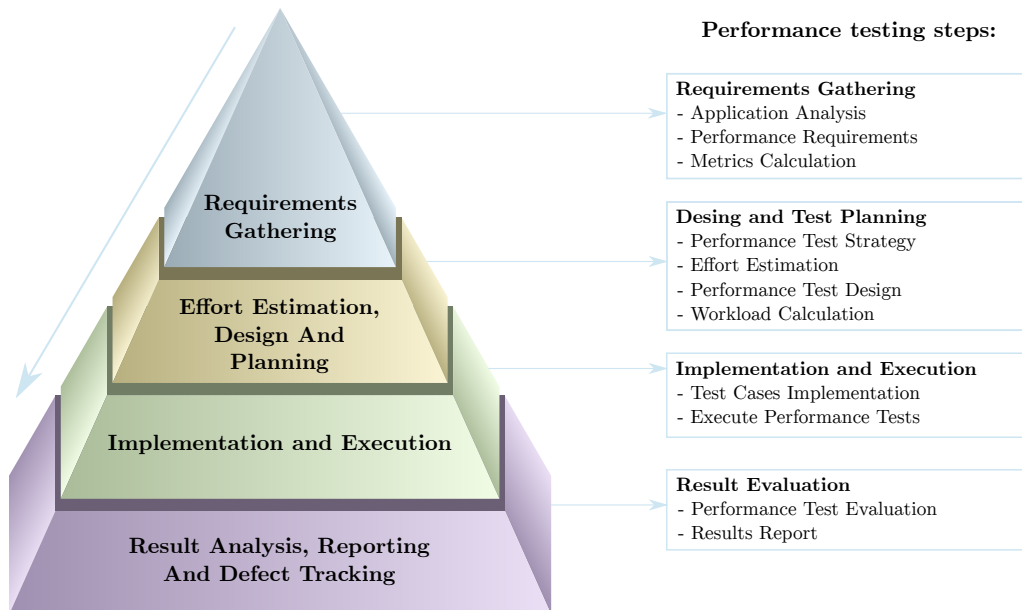 Performance testing steps:
Requirements
Gathering
Effort Estimation,
Design And
Planning
Implementation and Execution
Result Analysis, Reporting
And Defect Tracking
Requirements Gathering
- Application Analysis
- Performance Requirements
- Metrics Calculation
Desing and Test Planning
- Performance Test Strategy
- Effort Estimation
- Performance Test Design
- Workload Calculation
Implementation and Execution
- Test Cases Implementation
- Execute Performance Tests
Result Evaluation
- Performance Test Evaluation
- Results Report